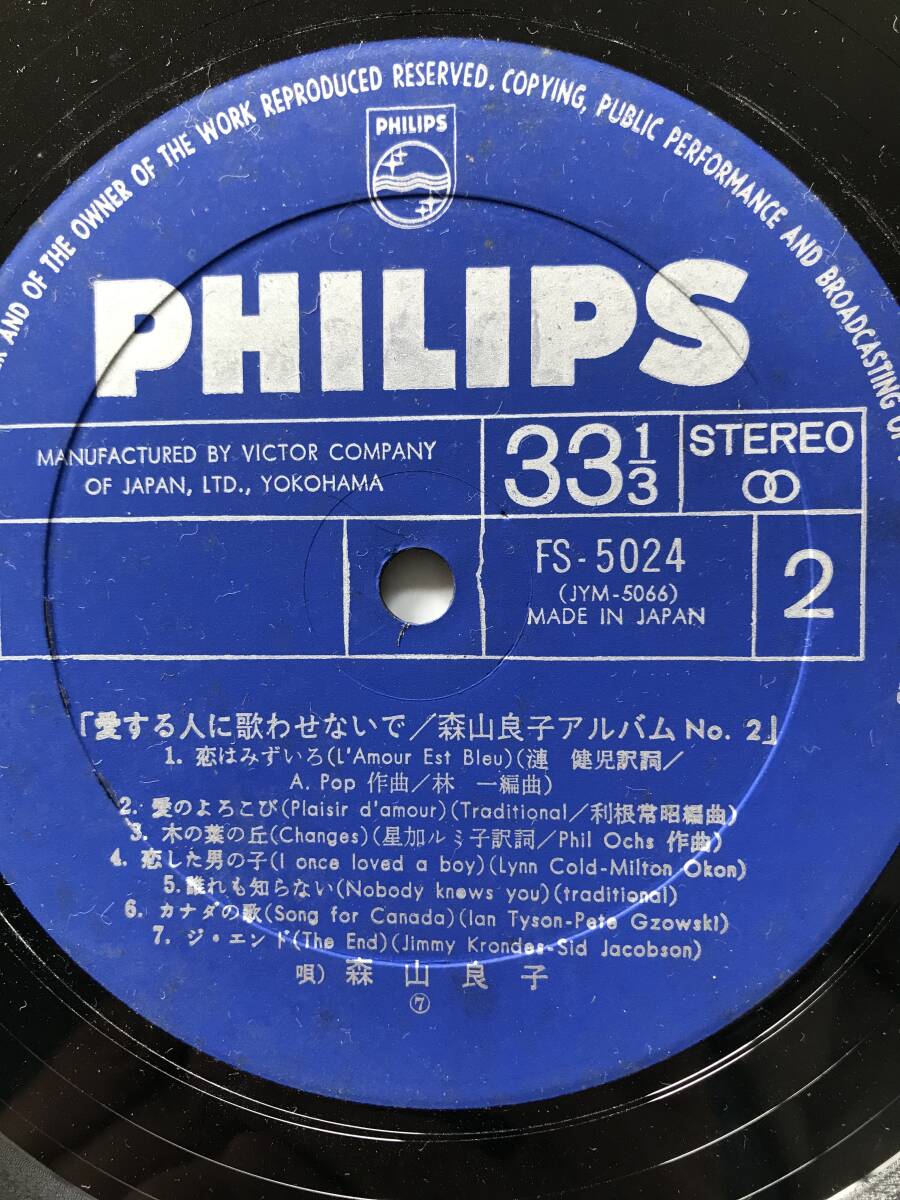 AND OF THE OWNER OF THE WORK REPRODUCED RESERVED. COPYING, PUBLIC PERFORMANCE AND BROADCASTING OF
PHILIPS
PHILIPS
MANUFACTURED BY VICTOR COMPANY
OF JAPAN, LTD., YOKOHAMA
33 1/3
STEREO
FS-5024
(JYM-5066)
MADE IN JAPAN
2
「愛する人に歌わせないで/森山良子アルバム No. 2」
1. 恋はみずいろ(L'Amour Est Bleu)(漣 健児訳詞/
A. Pop 作曲/林 一編曲)
2. 愛のよろこび(Plaisir d'amour)(Traditional/利根常昭編曲)
3. 木の葉の丘(Changes)(星加ルミ子訳詞/Phil Ochs 作曲)
4. 恋した男の子(I once loved a boy)(Lynn Cold-Milton Okon)
5. 誰れも知らない(Nobody knows you)(traditional)
6. カナダの歌(Song for Canada)(Ian Tyson-Pete Gzowski)
7. ジ・エンド(The End)(Jimmy Krondes-Sid Jacobson)
唄) 森山良子
⑦